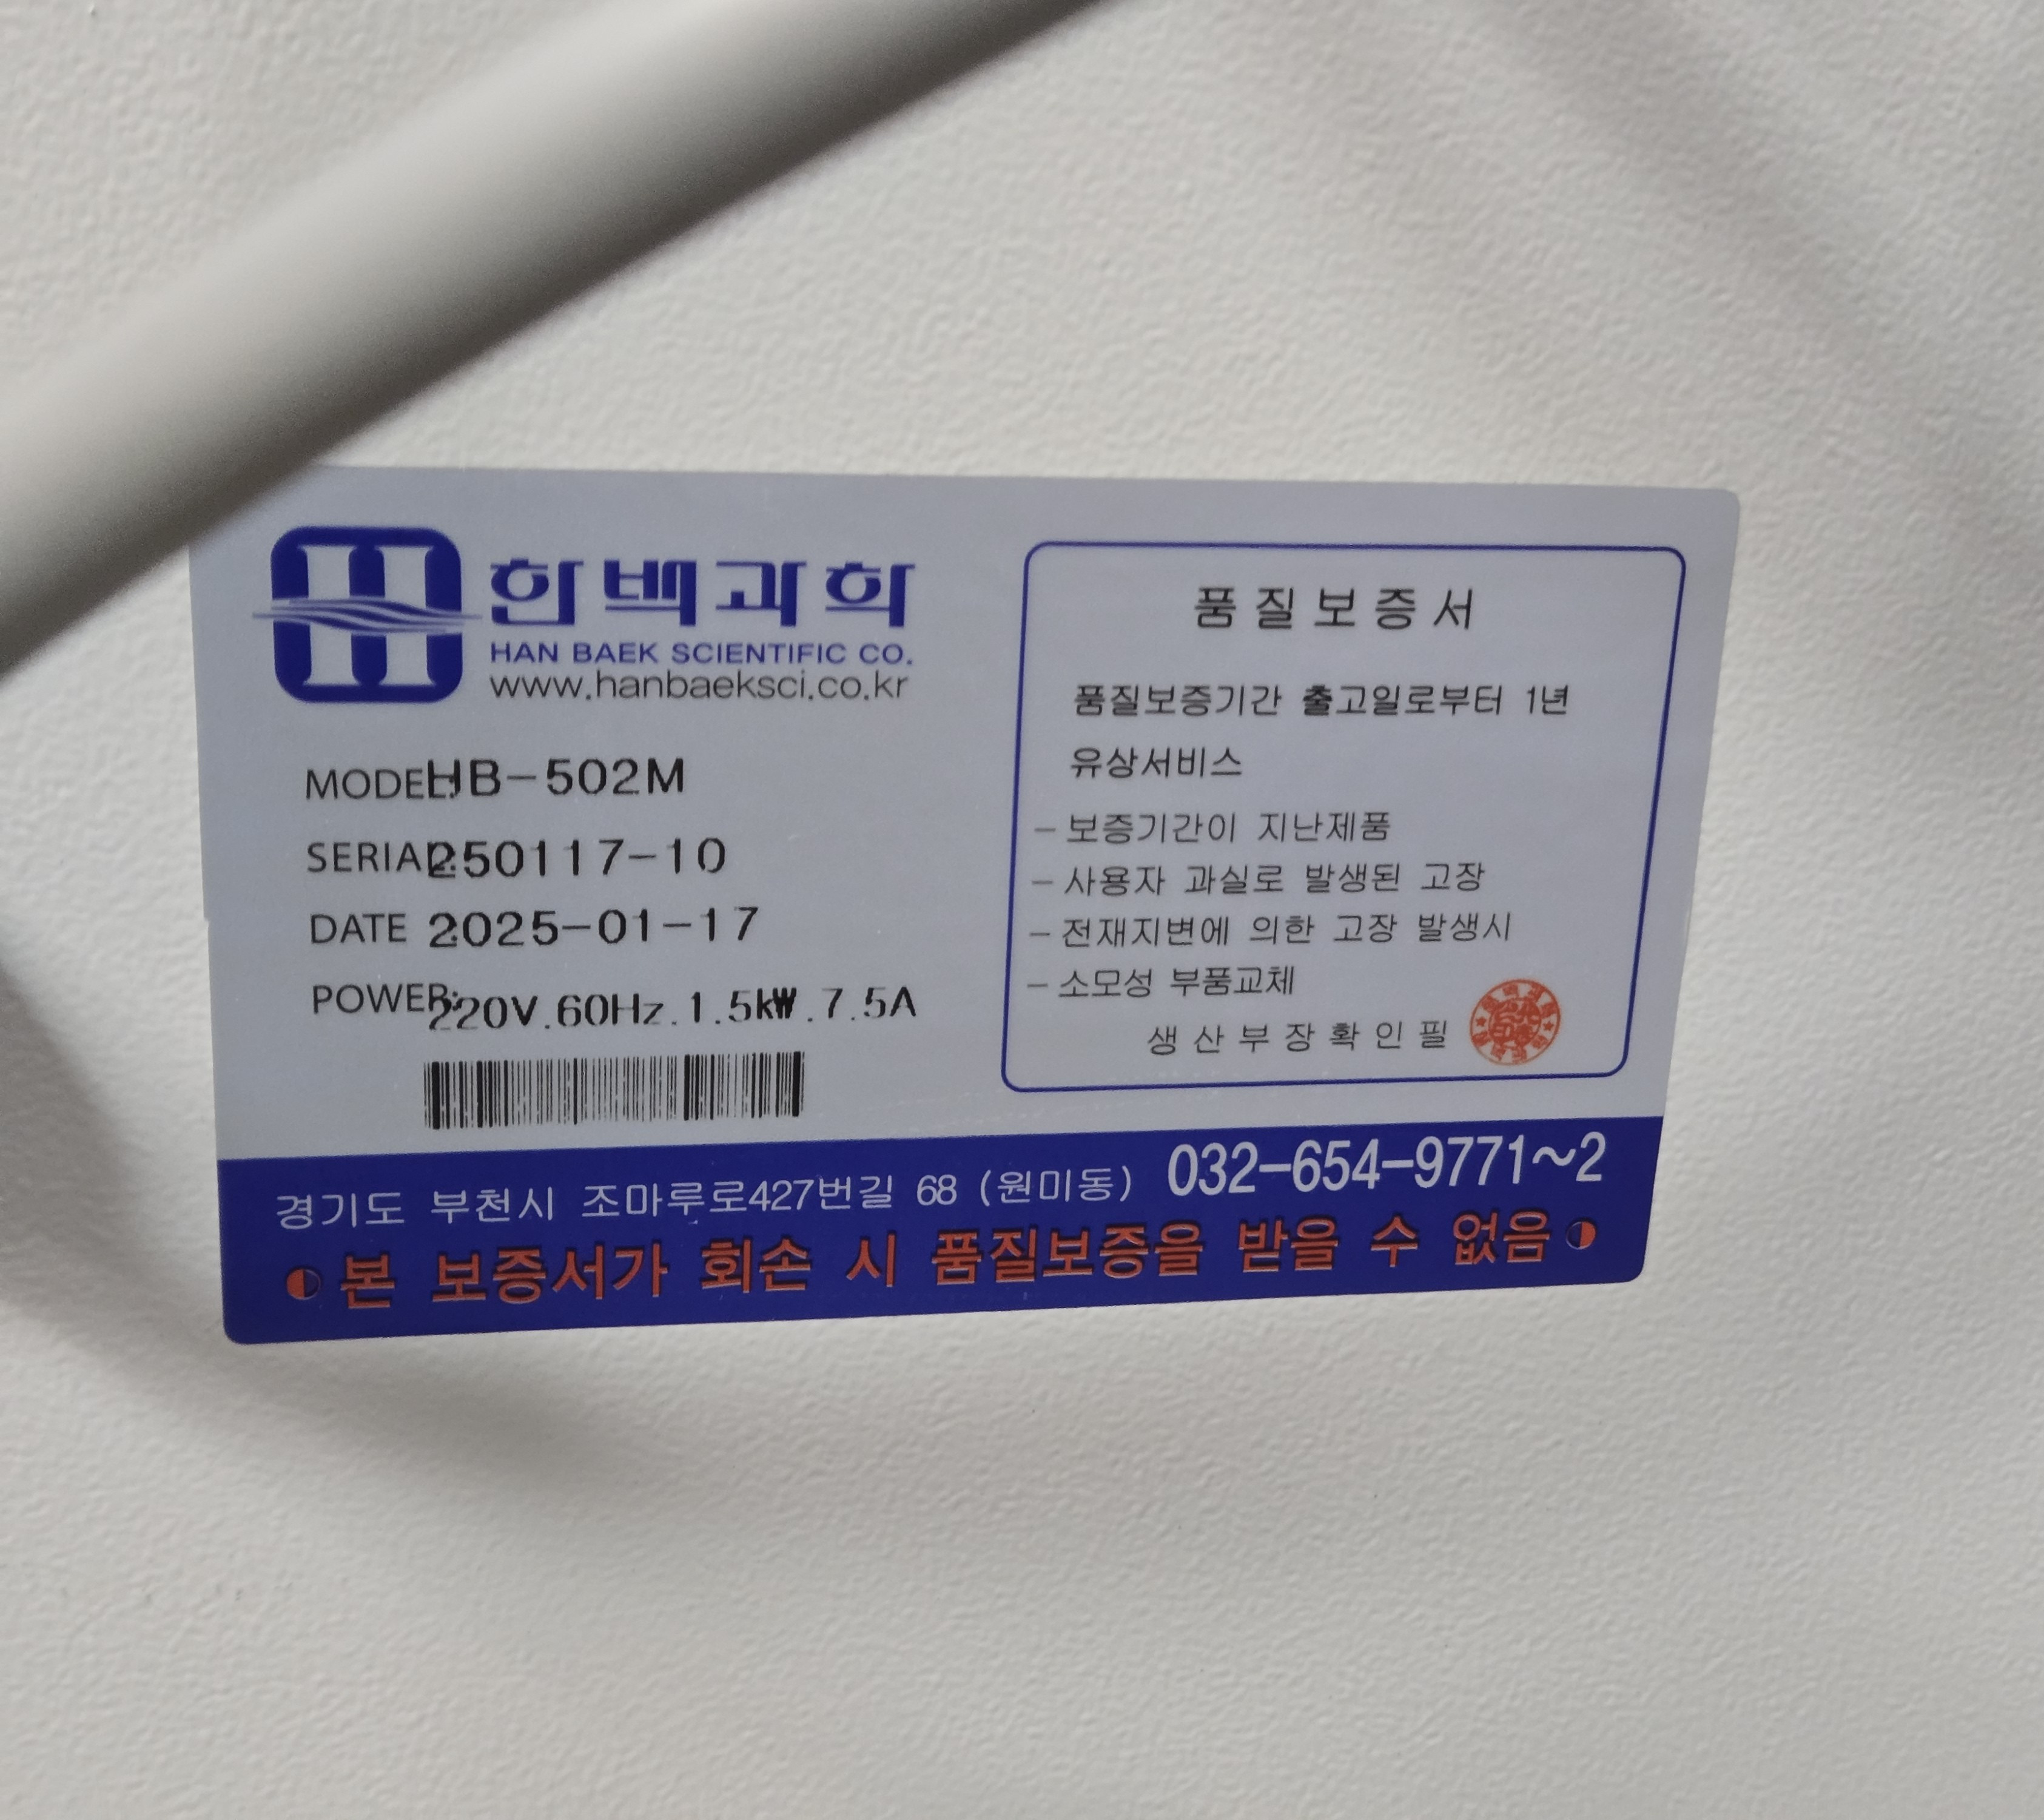 한백과학
HAN BAEK SCIENTIFIC CO.
www.hanbaeksci.co.kr
MODEL: HB-502M
SERIAL: 250117-10
DATE : 2025-01-17
POWER: 220V.60Hz.1.5kW.7.5A
품질보증서
품질보증기간 출고일로부터 1년
유상서비스
- 보증기간이 지난제품
- 사용자 과실로 발생된 고장
- 전재지변에 의한 고장 발생시
- 소모성 부품교체
생산부장확인필
경기도 부천시 조마루로427번길 68 (원미동) 032-654-9771~2
본 보증서가 회손 시 품질보증을 받을 수 없음